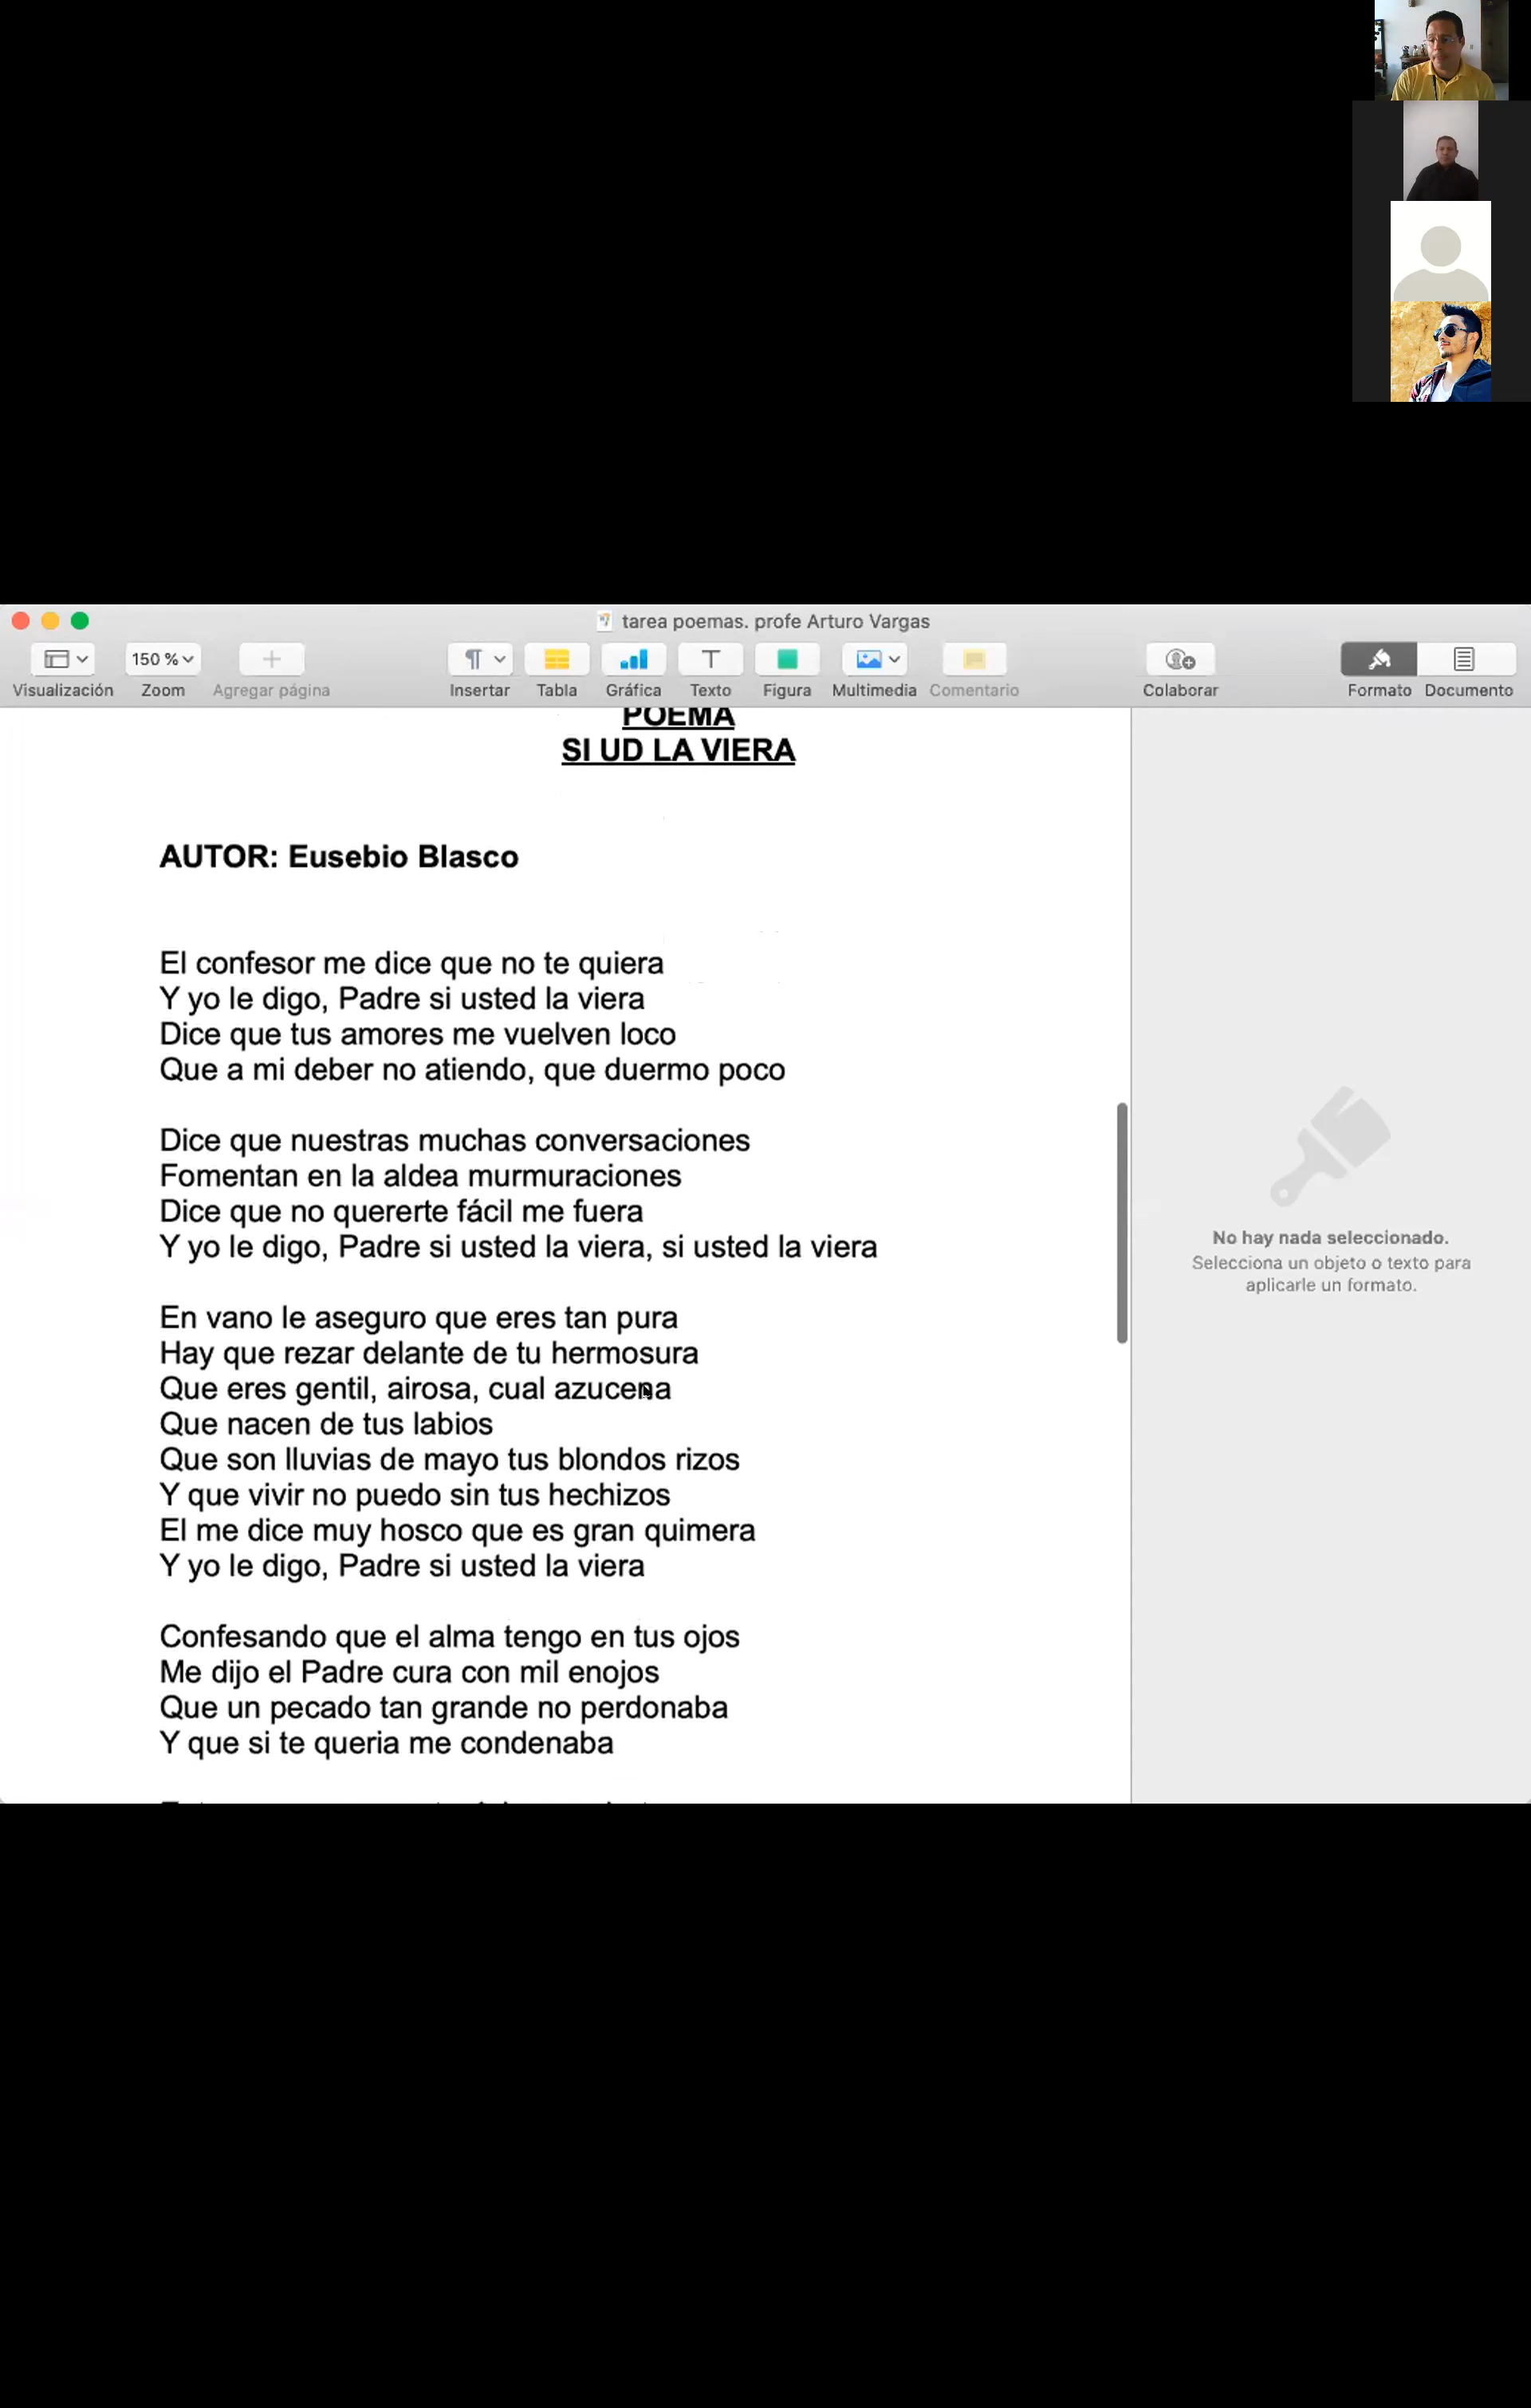 tarea poemas. profe Arturo Vargas
150 %
Visualización Zoom Agregar página Insertar Tabla Gráfica Texto Figura Multimedia Comentario Colaborar Formato Documento
POEMA
SI UD LA VIERA
AUTOR: Eusebio Blasco
El confesor me dice que no te quiera
Y yo le digo, Padre si usted la viera
Dice que tus amores me vuelven loco
Que a mi deber no atiendo, que duermo poco
Dice que nuestras muchas conversaciones
Fomentan en la aldea murmuraciones
Dice que no quererte fácil me fuera
Y yo le digo, Padre si usted la viera, si usted la viera
En vano le aseguro que eres tan pura
Hay que rezar delante de tu hermosura
Que eres gentil, airosa, cual azucena
Que nacen de tus labios
Que son lluvias de mayo tus blondos rizos
Y que vivir no puedo sin tus hechizos
El me dice muy hosco que es gran quimera
Y yo le digo, Padre si usted la viera
Confesando que el alma tengo en tus ojos
Me dijo el Padre cura con mil enojos
Que un pecado tan grande no perdonaba
Y que si te queria me condenaba
No hay nada seleccionado.
Selecciona un objeto o texto para
aplicarle un formato.